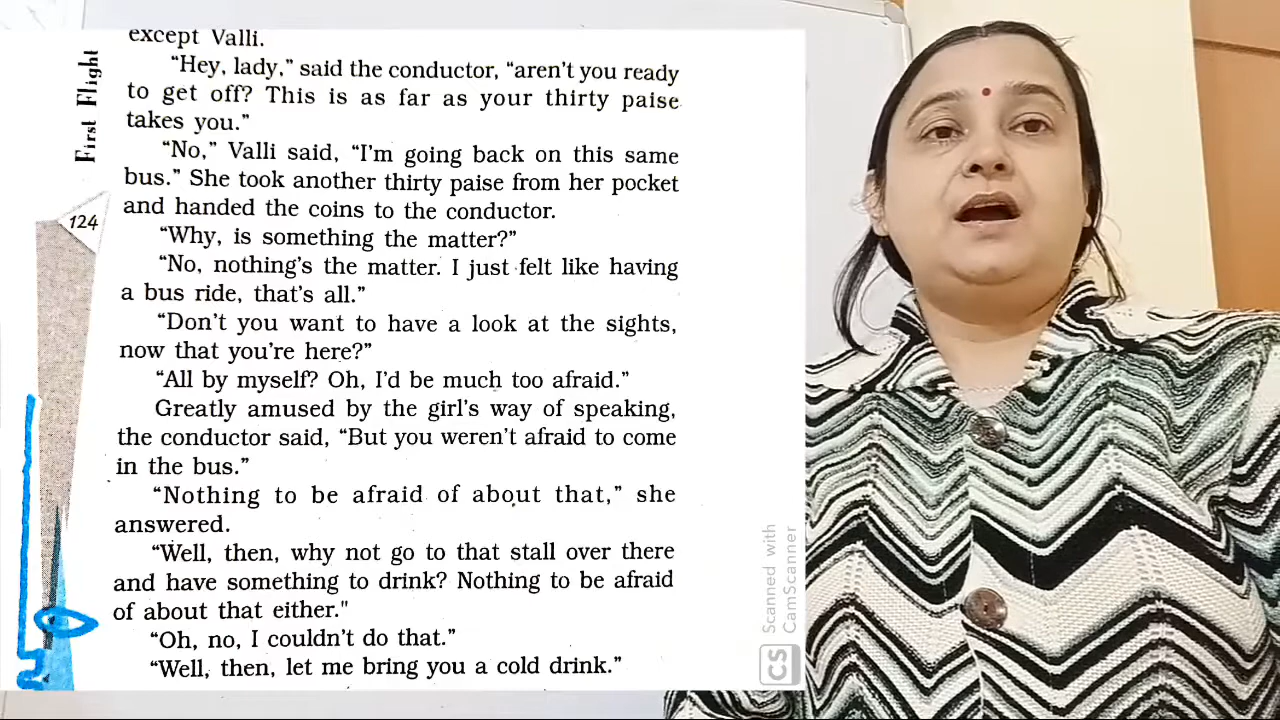 except Valli.
“Hey, lady,” said the conductor, “aren’t you ready
to get off? This is as far as your thirty paise
takes you.”
“No,” Valli said, “I’m going back on this same
bus.” She took another thirty paise from her pocket
and handed the coins to the conductor.
“Why, is something the matter?”
“No, nothing’s the matter. I just felt like having
a bus ride, that’s all.”
“Don’t you want to have a look at the sights,
now that you’re here?”
“All by myself? Oh, I’d be much too afraid.”
Greatly amused by the girl’s way of speaking,
the conductor said, “But you weren’t afraid to come
in the bus.”
“Nothing to be afraid of about that,” she
answered.
“Well, then, why not go to that stall over there
and have something to drink? Nothing to be afraid
of about that either."
“Oh, no, I couldn’t do that.”
“Well, then, let me bring you a cold drink.”
First Flight
124
Scanned with
CamScanner
CS